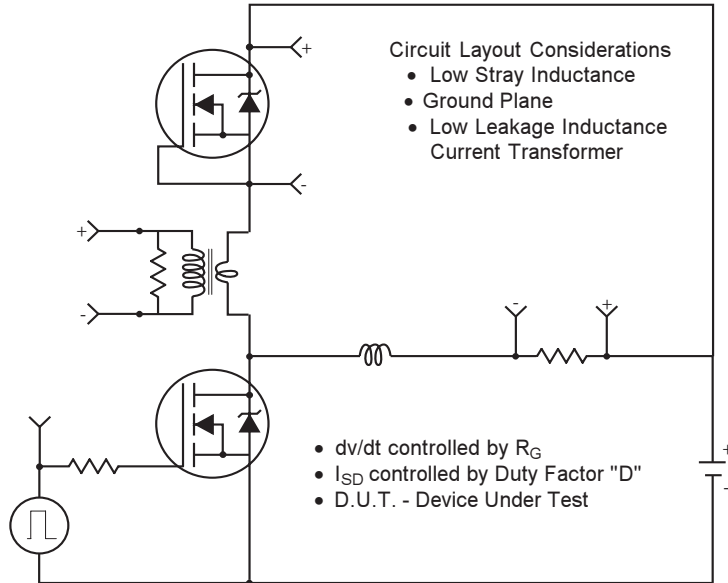 +
Circuit Layout Considerations
• Low Stray Inductance
• Ground Plane
• Low Leakage Inductance
Current Transformer
-
+
-
-
+
• dv/dt controlled by RG
• ISD controlled by Duty Factor "D"
• D.U.T. - Device Under Test
+
-